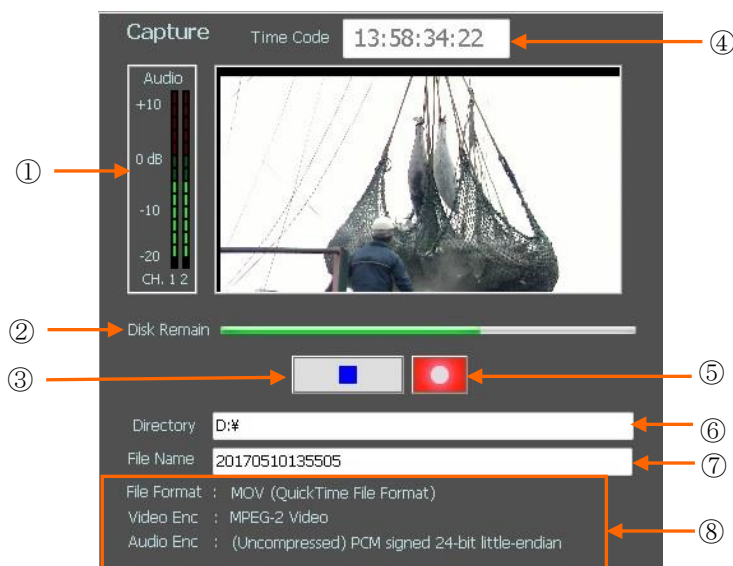 Capture
Time Code 13:58:34:22 ④
Audio
+10
0 dB
①
-10
-20
CH. 1 2
② Disk Remain
③
⑤
Directory D:¥ ⑥
File Name 20170510135505 ⑦
File Format : MOV (QuickTime File Format)
Video Enc : MPEG-2 Video ⑧
Audio Enc : (Uncompressed) PCM signed 24-bit little-endian